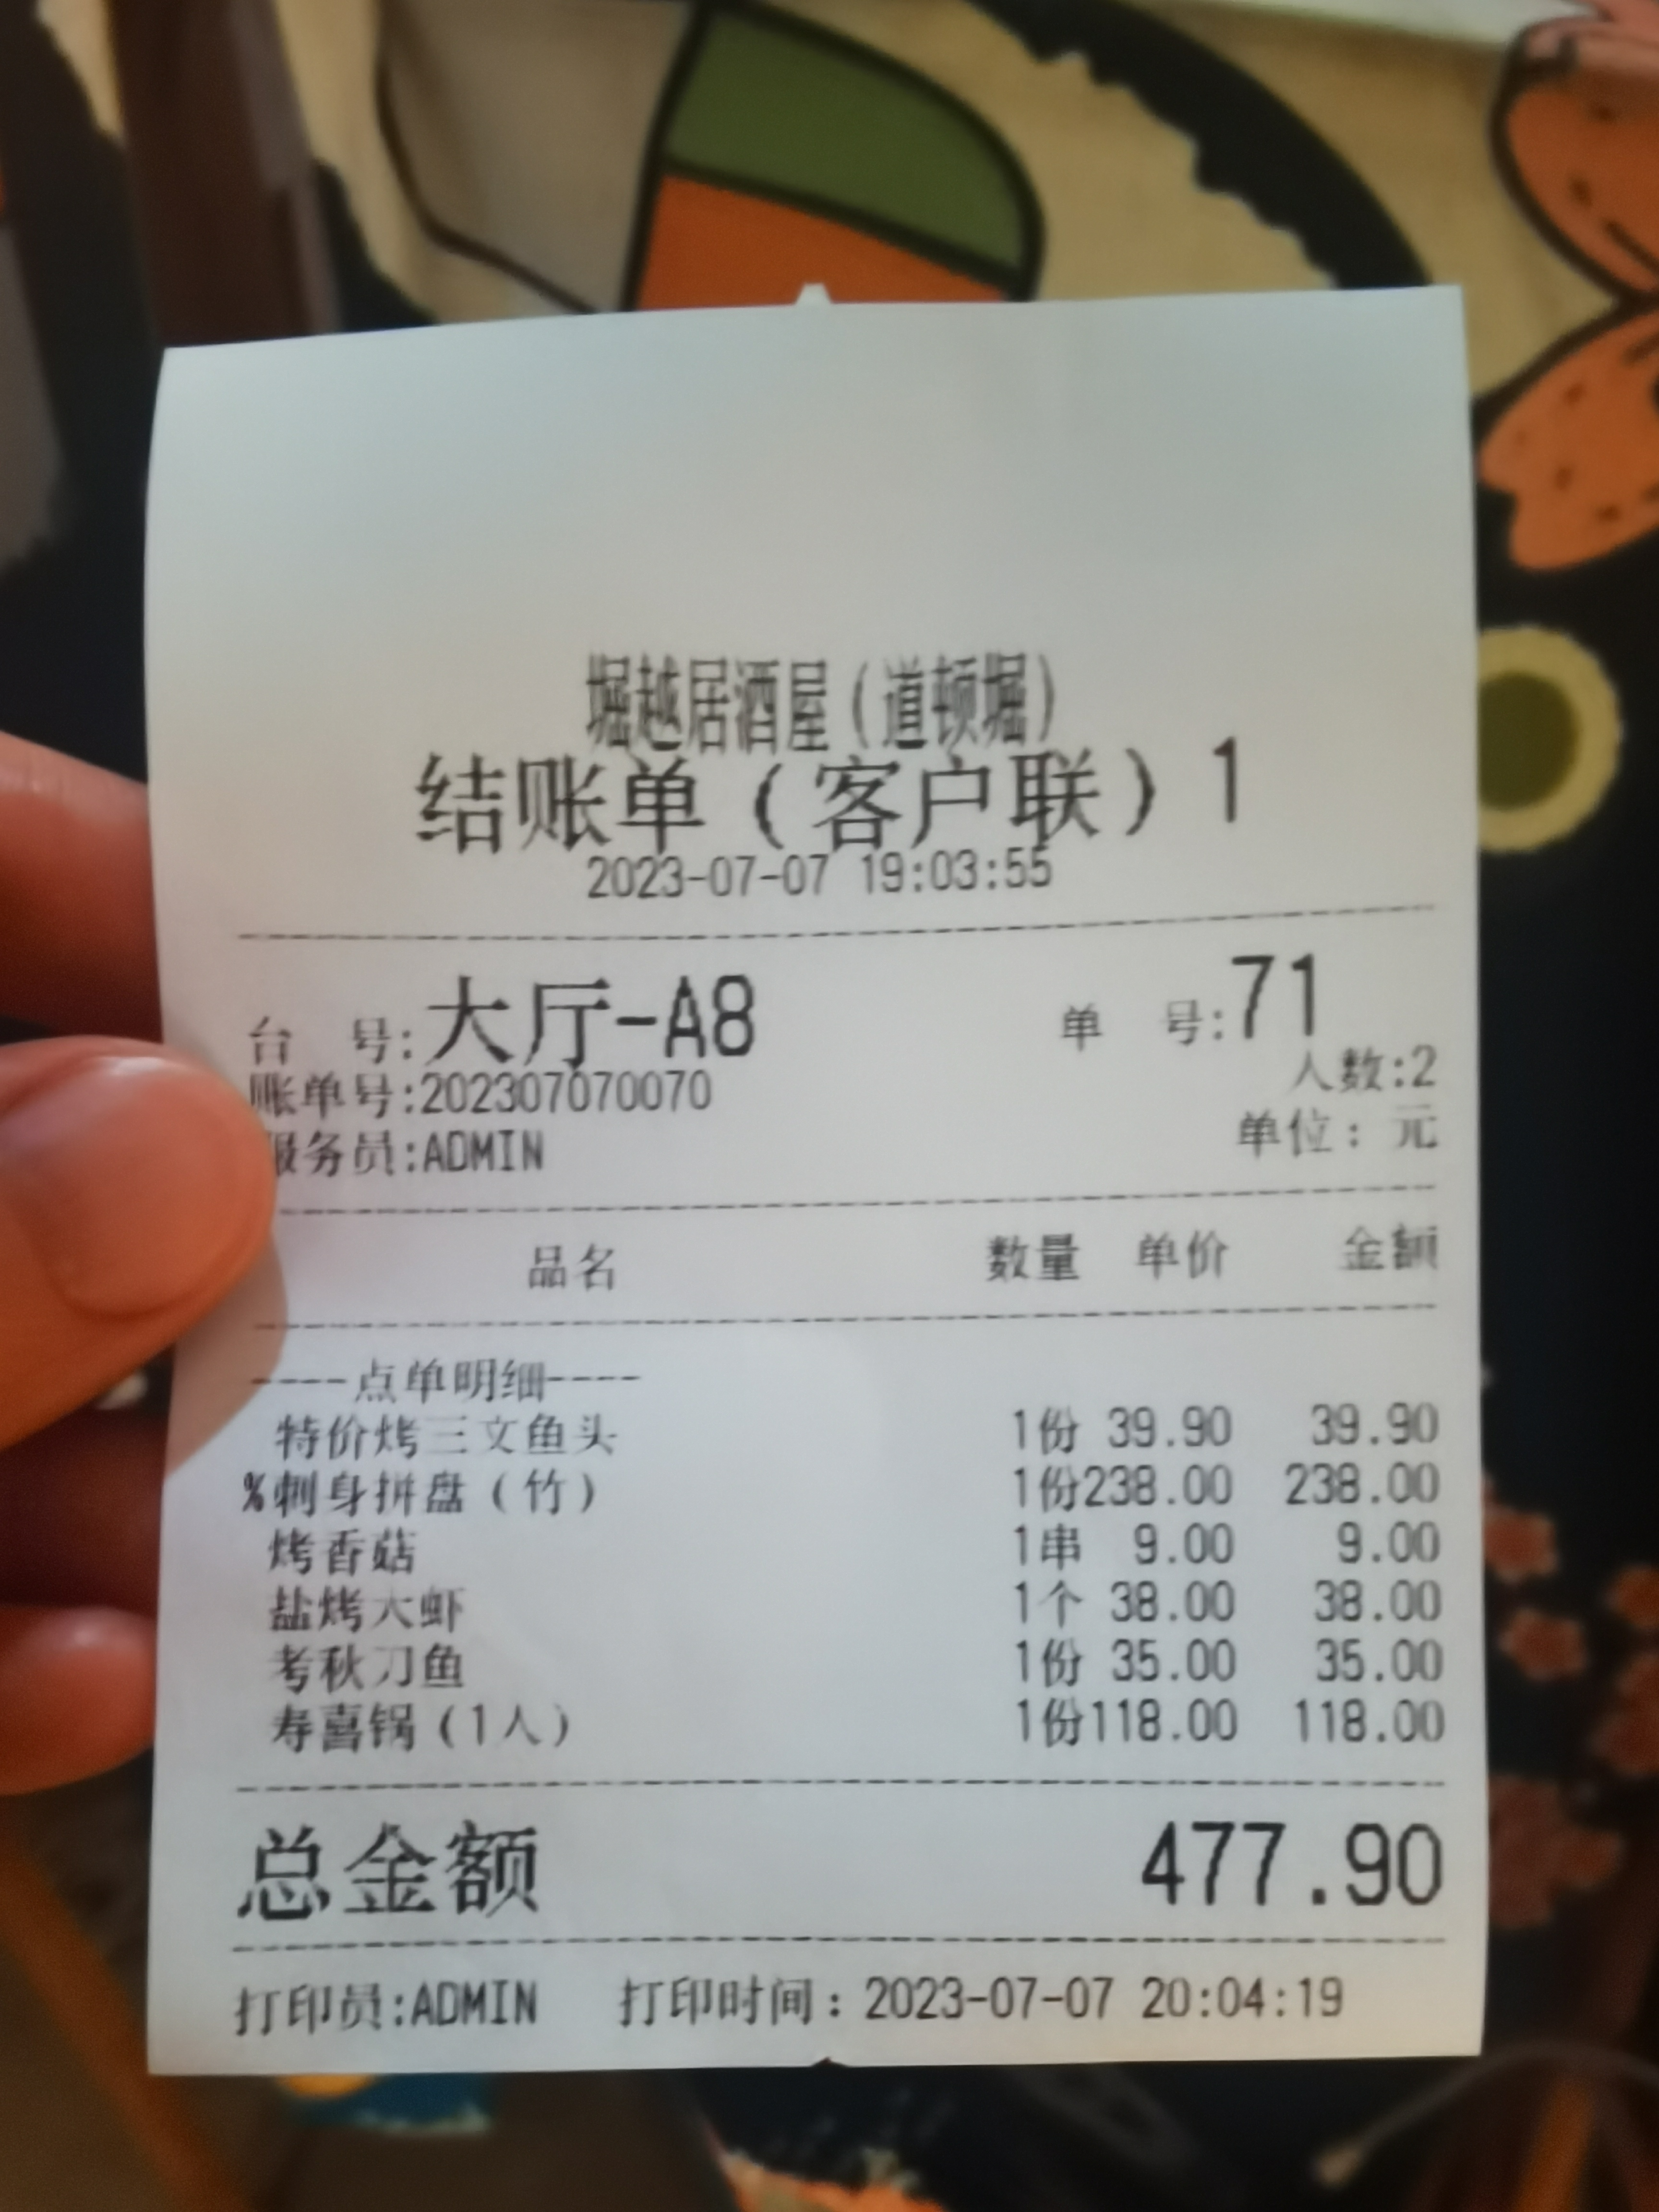 堀越居酒屋(道顿堀)
结账单(客户联)1
2023-07-07 19:03:55
台 号:大厅-A8 单 号:71
人数:2
账单号:202307070070
单位: 元
服务员:ADMIN
品名 数量 单价 金额
----点单明细----
特价烤三文鱼头 1份 39.90 39.90
%刺身拼盘(竹) 1份238.00 238.00
烤香菇 1串 9.00 9.00
盐烤大虾 1个 38.00 38.00
考秋刀鱼 1份 35.00 35.00
寿喜锅(1人) 1份118.00 118.00
总金额 477.90
打印员:ADMIN 打印时间: 2023-07-07 20:04:19